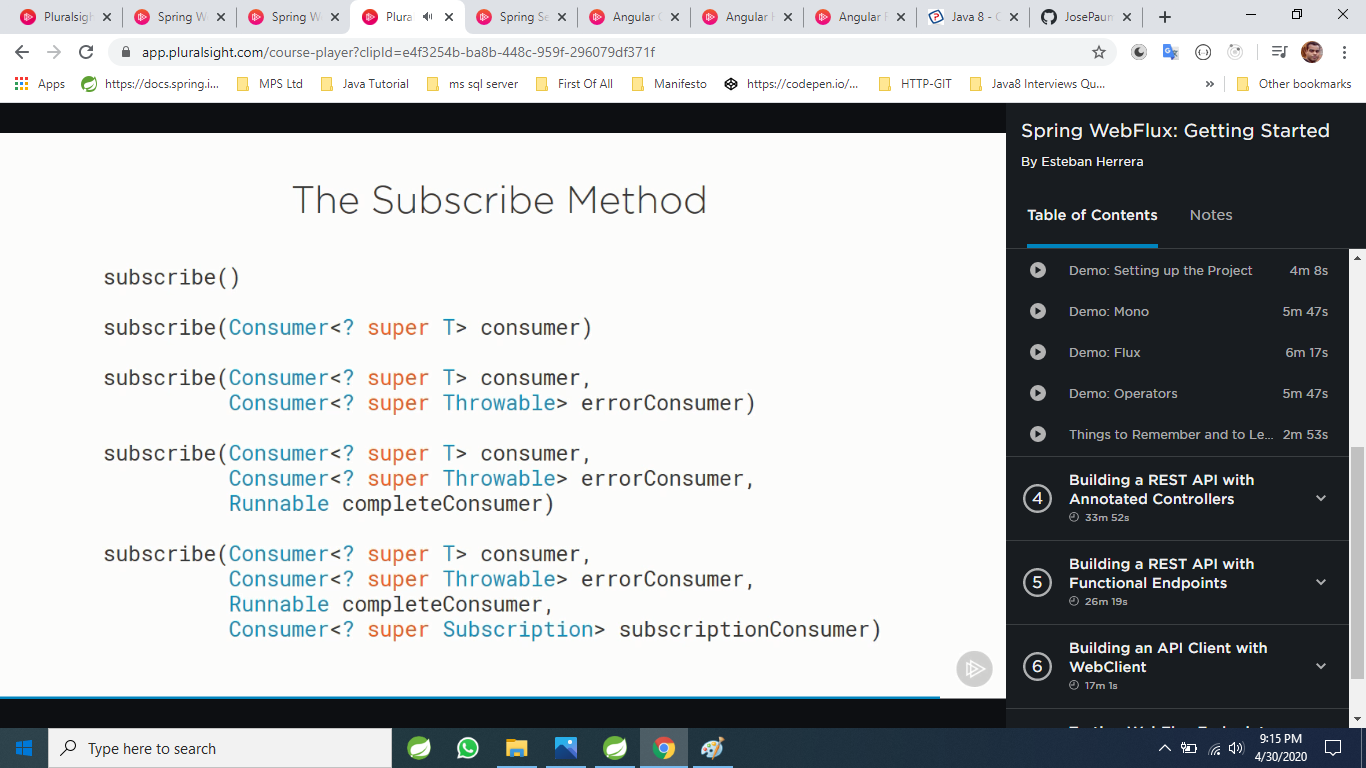 Pluralsigh
Spring W
Spring W
Plura
Spring Se
Angular
Angular
Angular
Java 8 -
JosePaun
app.pluralsight.com/course-player?clipId=e4f3254b-ba8b-448c-959f-296079df371f
Apps
https://docs.spring.i...
MPS Ltd
Java Tutorial
ms sql server
First Of All
Manifesto
https://codepen.io/...
HTTP-GIT
Java8 Interviews Qu...
»
Other bookmarks
The Subscribe Method
subscribe()
subscribe(Consumer<? super T> consumer)
subscribe(Consumer<? super T> consumer,
Consumer<? super Throwable> errorConsumer)
subscribe(Consumer<? super T> consumer,
Consumer<? super Throwable> errorConsumer,
Runnable completeConsumer)
subscribe(Consumer<? super T> consumer,
Consumer<? super Throwable> errorConsumer,
Runnable completeConsumer,
Consumer<? super Subscription> subscriptionConsumer)
Spring WebFlux: Getting Started
By Esteban Herrera
Table of Contents
Notes
Demo: Setting up the Project 4m 8s
Demo: Mono 5m 47s
Demo: Flux 6m 17s
Demo: Operators 5m 47s
Things to Remember and to Le... 2m 53s
4
Building a REST API with
Annotated Controllers
33m 52s
5
Building a REST API with
Functional Endpoints
26m 19s
6
Building an API Client with
WebClient
17m 1s
Type here to search
9:15 PM
4/30/2020